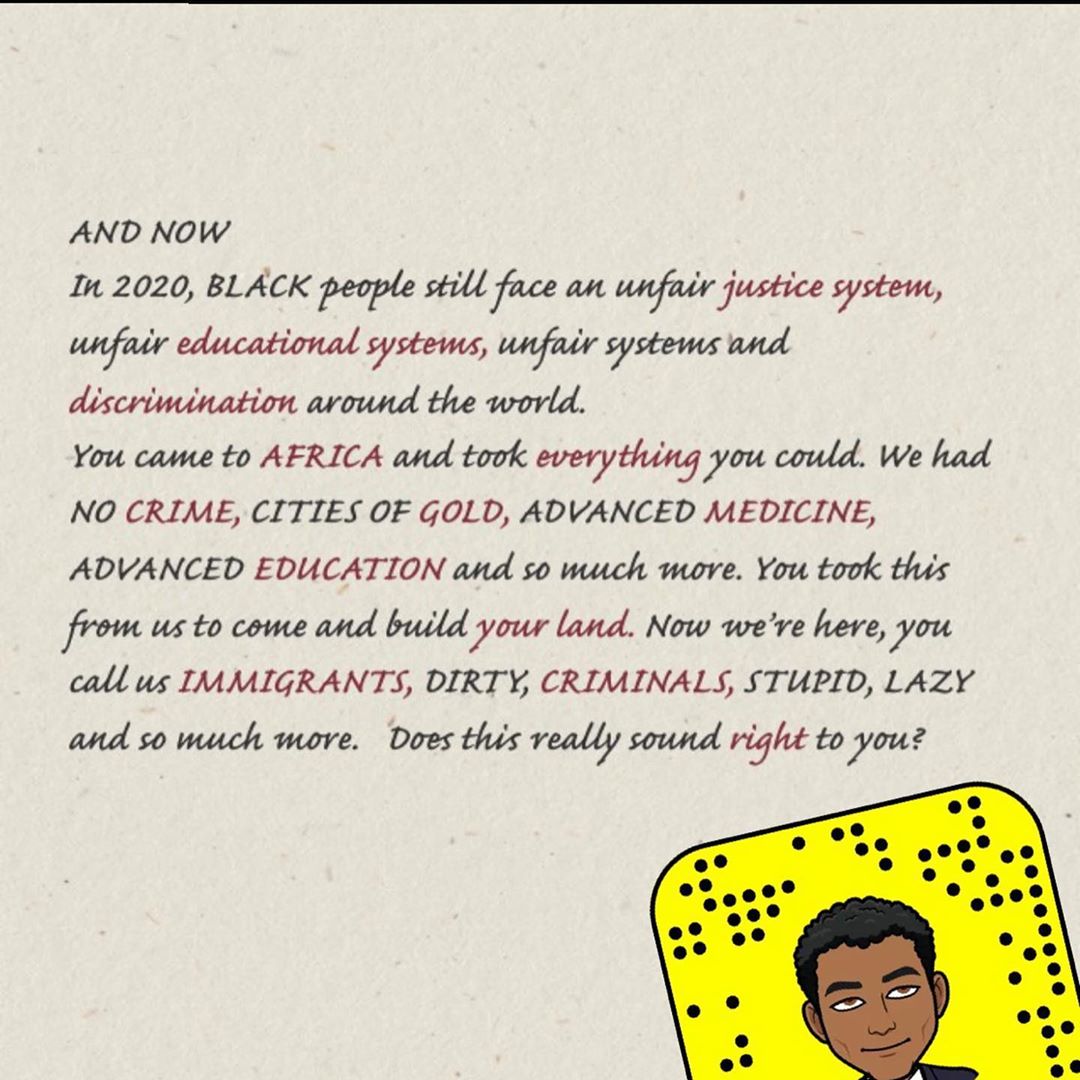 AND NOW
In 2020, BLACK people still face an unfair justice system,
unfair educational systems, unfair systems and
discrimination around the world.
You came to AFRICA and took everything you could. We had
NO CRIME, CITIES OF GOLD, ADVANCED MEDICINE,
ADVANCED EDUCATION and so much more. You took this
from us to come and build your land. Now we're here, you
call us IMMIGRANTS, DIRTY, CRIMINALS, STUPID, LAZY
and so much more. Does this really sound right to you?